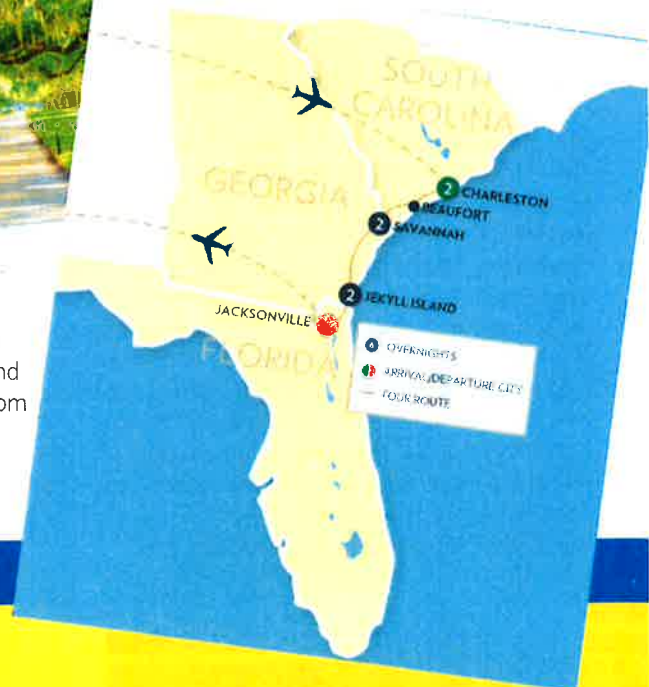 SOUTH
CAROLINA
GEORGIA
2 CHARLESTON
BEAUFORT
2 SAVANNAH
2 JEKYLL ISLAND
JACKSONVILLE
FLORIDA
OVERNIGHTS
ARRIVAL/DEPARTURE CITY
TOUR ROUTE
nd
om